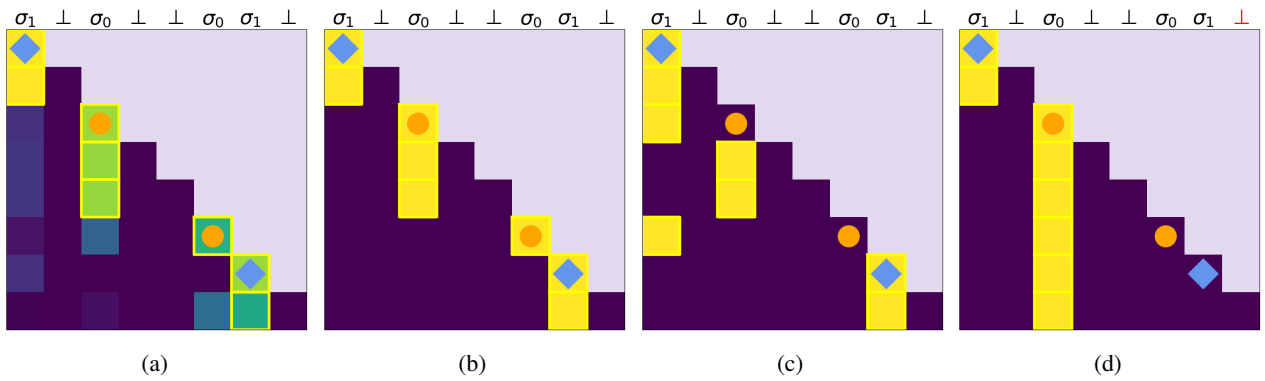 σ₁ ⊥ σ₀ ⊥ ⊥ σ₀ σ₁ ⊥
σ₁ ⊥ σ₀ ⊥ ⊥ σ₀ σ₁ ⊥
σ₁ ⊥ σ₀ ⊥ ⊥ σ₀ σ₁ ⊥
σ₁ ⊥ σ₀ ⊥ ⊥ σ₀ σ₁ ⊥
(a)
(b)
(c)
(d)